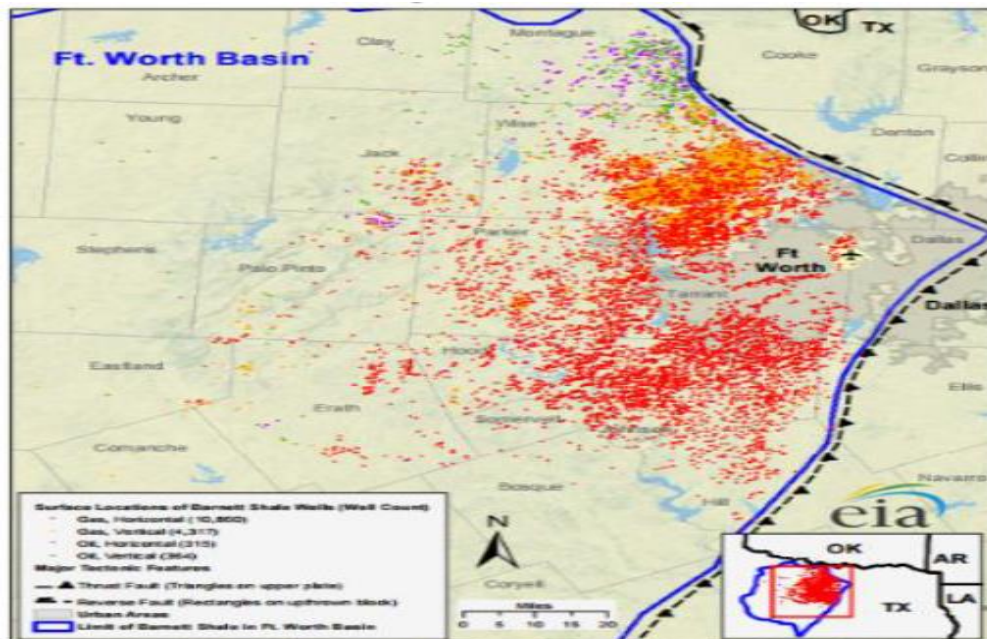 OK
TX
Ft. Worth Basin
Clay
Montague
Cooke
Archer
Grayson
Young
Wise
Denton
Jack
Collin
Stephens
Palo Pinto
Parker
Ft
Worth
Dallas
Tarrant
Dallas
Eastland
Hood
Ellis
Erath
Somervell
Johnson
Comanche
Bosque
Hill
Navarro
Coryell
eia
N
Miles
0 5 10 20
Surface Locations of Barnett Shale Wells (Well Count)
Gas, Horizontal (10,860)
Gas, Vertical (4,317)
Oil, Horizontal (315)
Oil, Vertical (364)
Major Tectonic Features
Thrust Fault (Triangles on upper plate)
Reverse Fault (Rectangles on upthrown block)
Urban Areas
Limit of Barnett Shale in Ft. Worth Basin
OK
AR
TX
LA